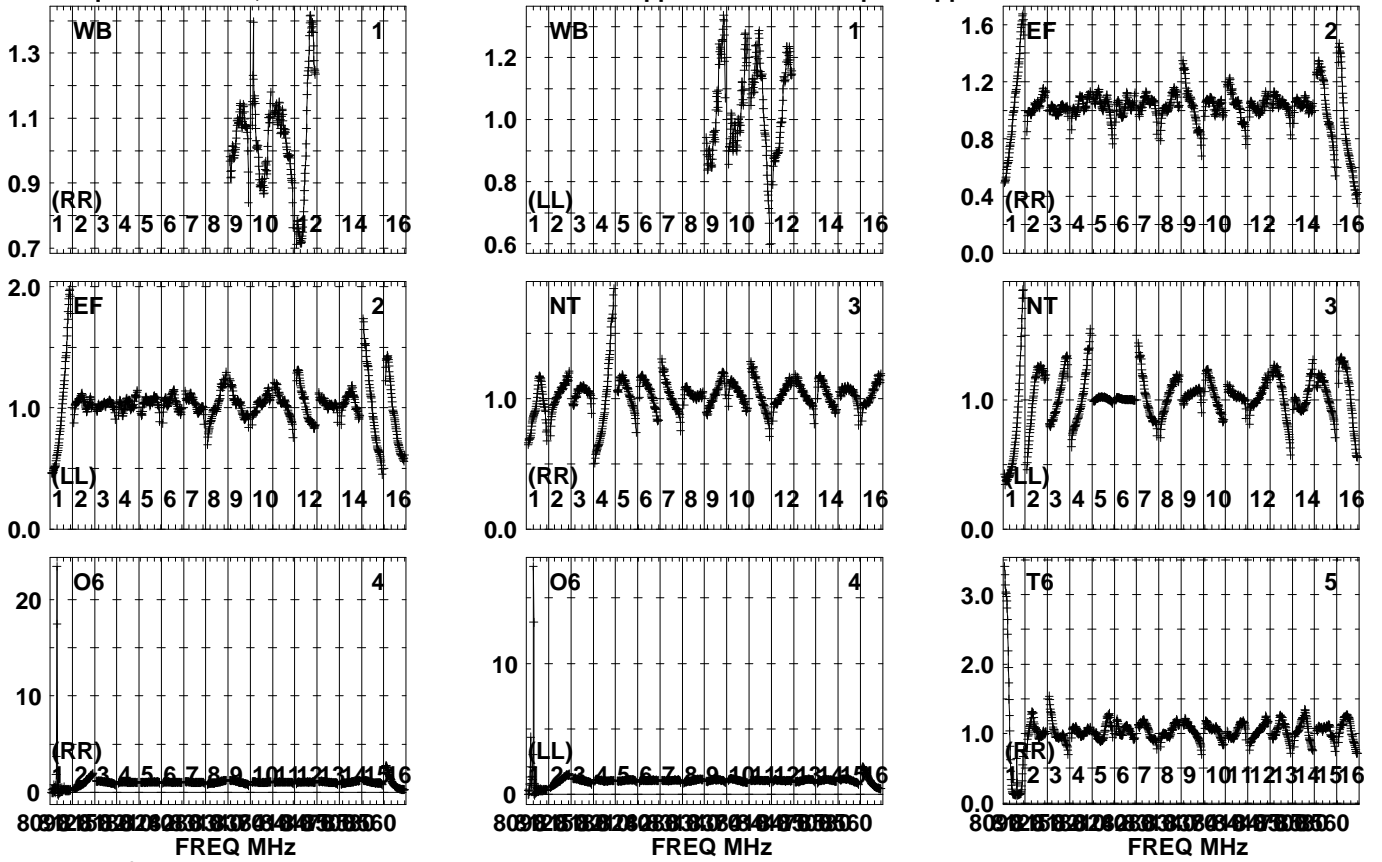 WB 1
1.3
1.1
0.9
0.7
(RR)
1 2 3 4 5 6 7 8 9 10 12 14 16
WB 1
1.2
1.0
0.8
0.6
(LL)
1 2 3 4 5 6 7 8 9 10 12 14 16
EF 2
1.6
1.2
0.8
0.4
0.0
(RR)
1 2 3 4 5 6 7 8 9 10 12 14 16
EF 2
2.0
1.0
0.0
(LL)
1 2 3 4 5 6 7 8 9 10 12 14 16
NT 3
1.0
0.0
(RR)
1 2 3 4 5 6 7 8 9 10 12 14 16
NT 3
1.0
0.0
(LL)
1 2 3 4 5 6 7 8 9 10 12 14 16
O6 4
20
10
0
(RR)
1 2 3 4 5 6 7 8 9 10 11 12 13 14 15 16
FREQ MHz
O6 4
10
0
(LL)
1 2 3 4 5 6 7 8 9 10 11 12 13 14 15 16
FREQ MHz
T6 5
3.0
2.0
1.0
0.0
(RR)
1 2 3 4 5 6 7 8 9 10 11 12 13 14 15 16
FREQ MHz